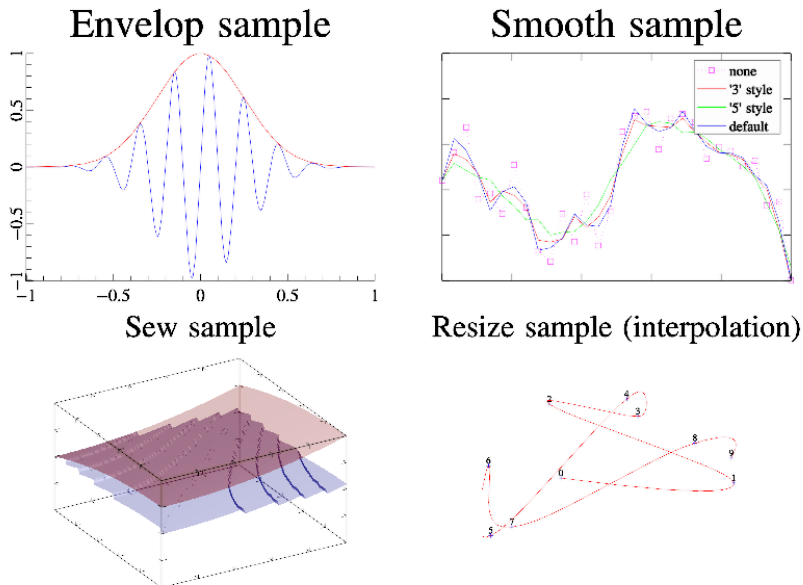 Envelop sample
1
0.5
0
−0.5
−1
−1
−0.5
0
0.5
1
Smooth sample
none
'3' style
'5' style
default
Sew sample
Resize sample (interpolation)
2
4
3
8
9
6
0
1
7
5